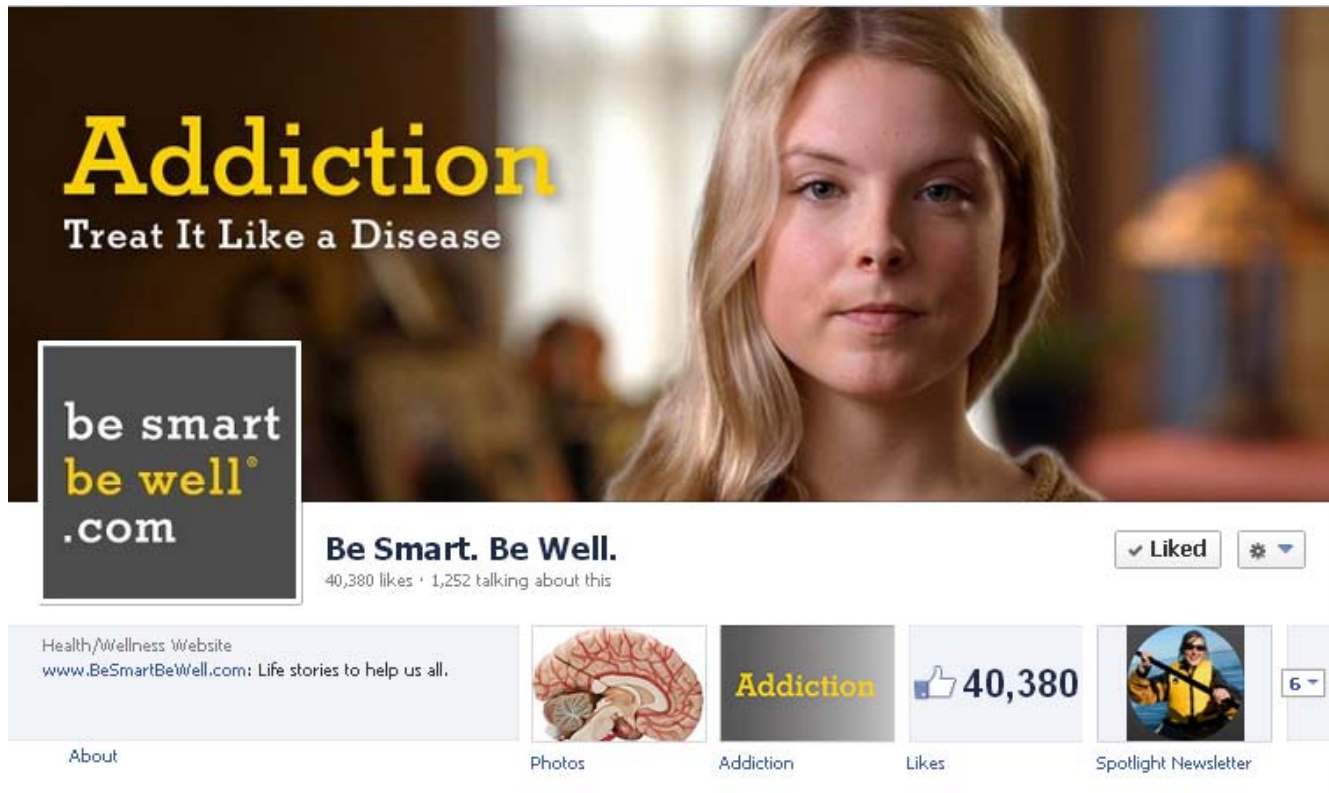 Addiction
Treat It Like a Disease
be smart
be well®
.com
Be Smart. Be Well.
40,380 likes · 1,252 talking about this
✓ Liked
Health/Wellness Website
www.BeSmartBeWell.com: Life stories to help us all.
About
Photos
Addiction
Addiction
40,380
Likes
Spotlight Newsletter
6